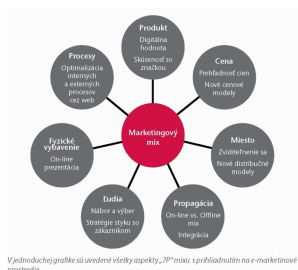 Produkt
Digitálna
hodnota
Skúsenosť so
značkou
Cena
Prehľadnosť cien
Nové cenové
modely
Miesto
Zviditeľnenie sa
Nové distribučné
modely
Propagácia
On-line vs. Offline
mix
Integrácia
Ľudia
Nábor a výber
Stratégie styku so
zákazníkom
Fyzické
vybavenie
On-line
prezentácia
Procesy
Optimalizácia
interných
a externých
procesov
cez web
Marketingový
mix
V jednoduchej grafike sú uvedené všetky aspekty „7P“ mixu s prihliadnutím na e-marketinové
prostredia